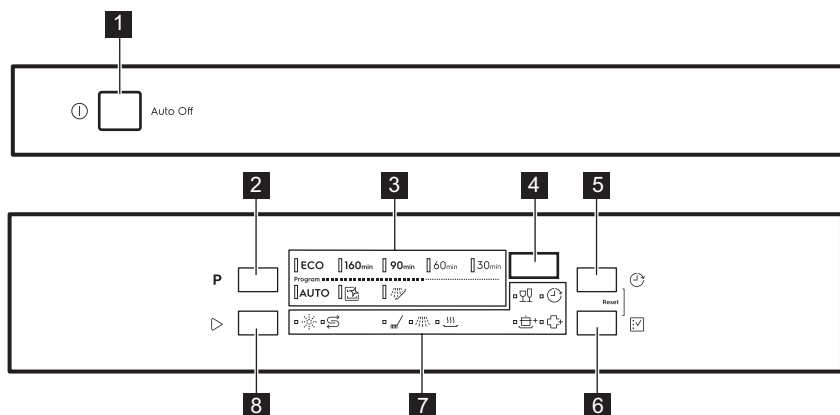 1
Auto Off
2 3 4 5
P
ECO 160min 90min 60min 30min
Program
AUTO
Reset
8 7 6